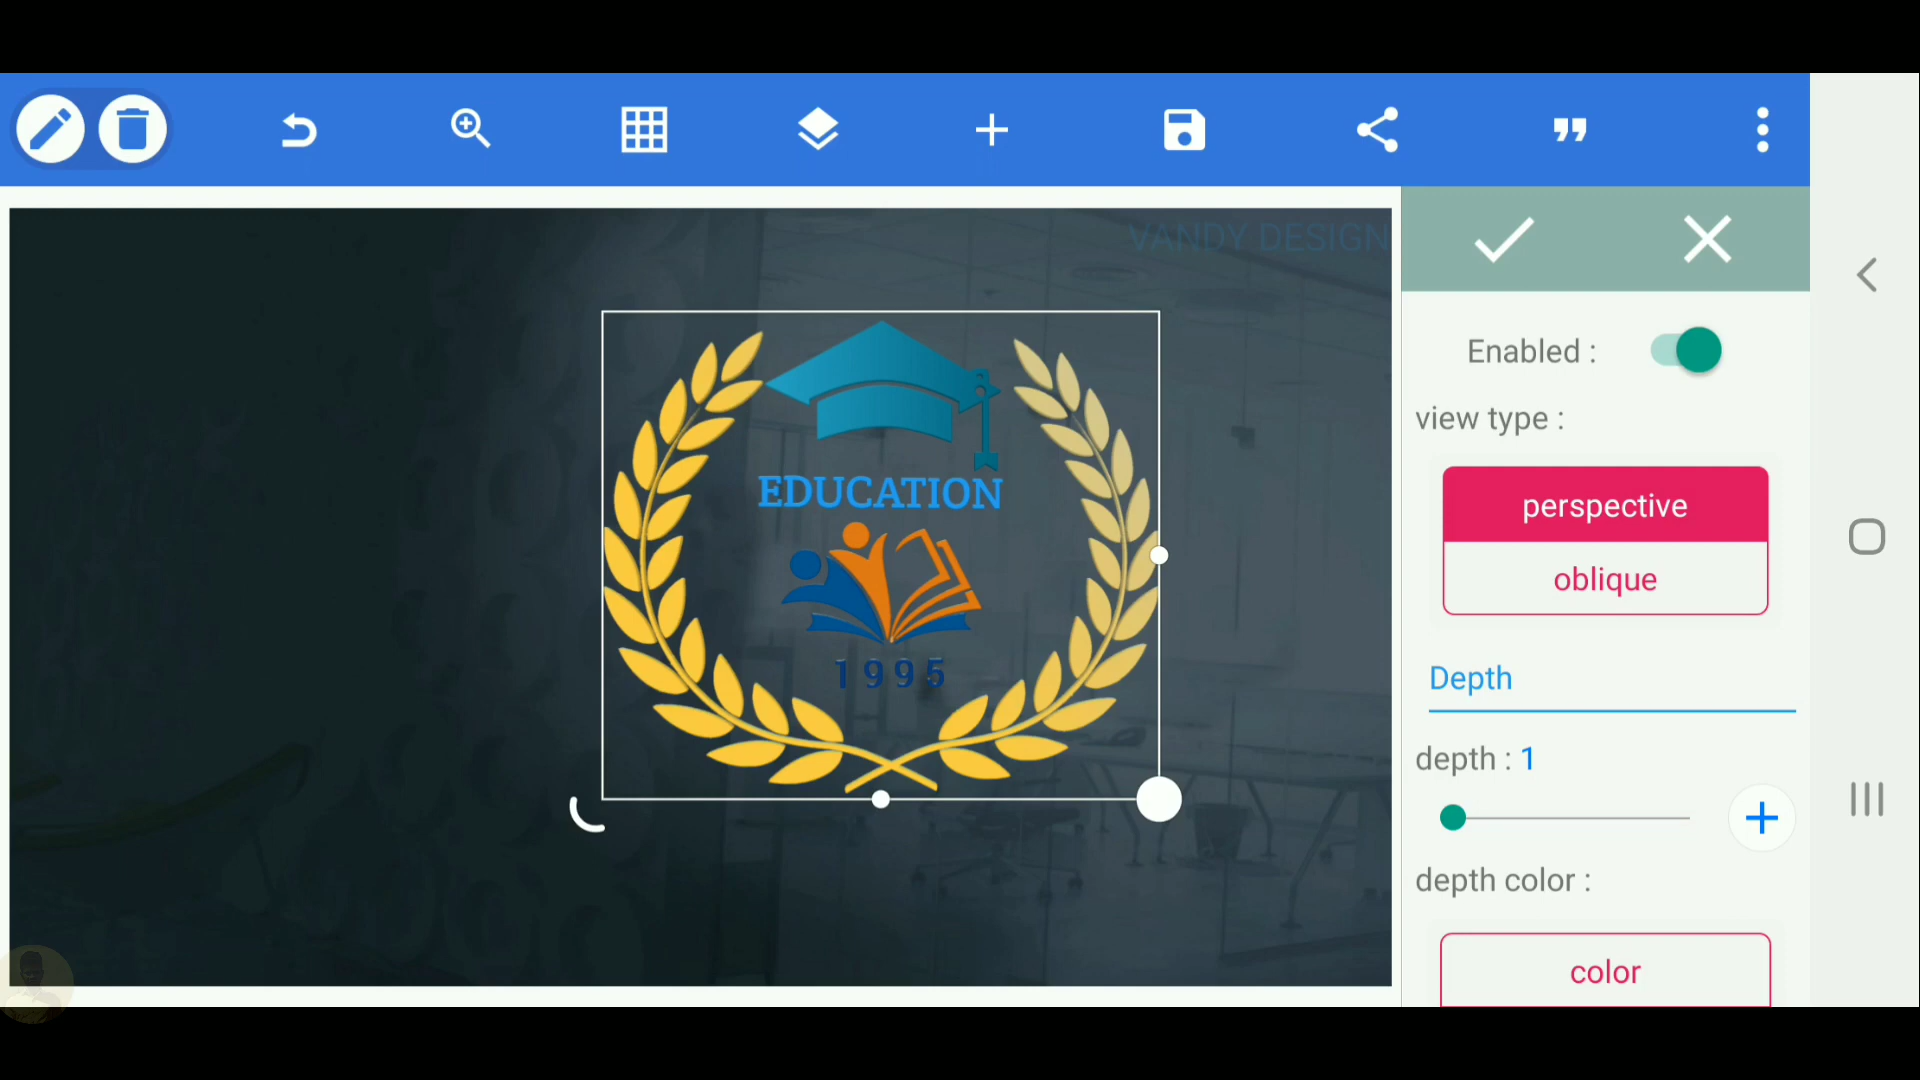 VANDY DESIGN
EDUCATION
1995
Enabled :
view type :
perspective
oblique
Depth
depth : 1
depth color :
color